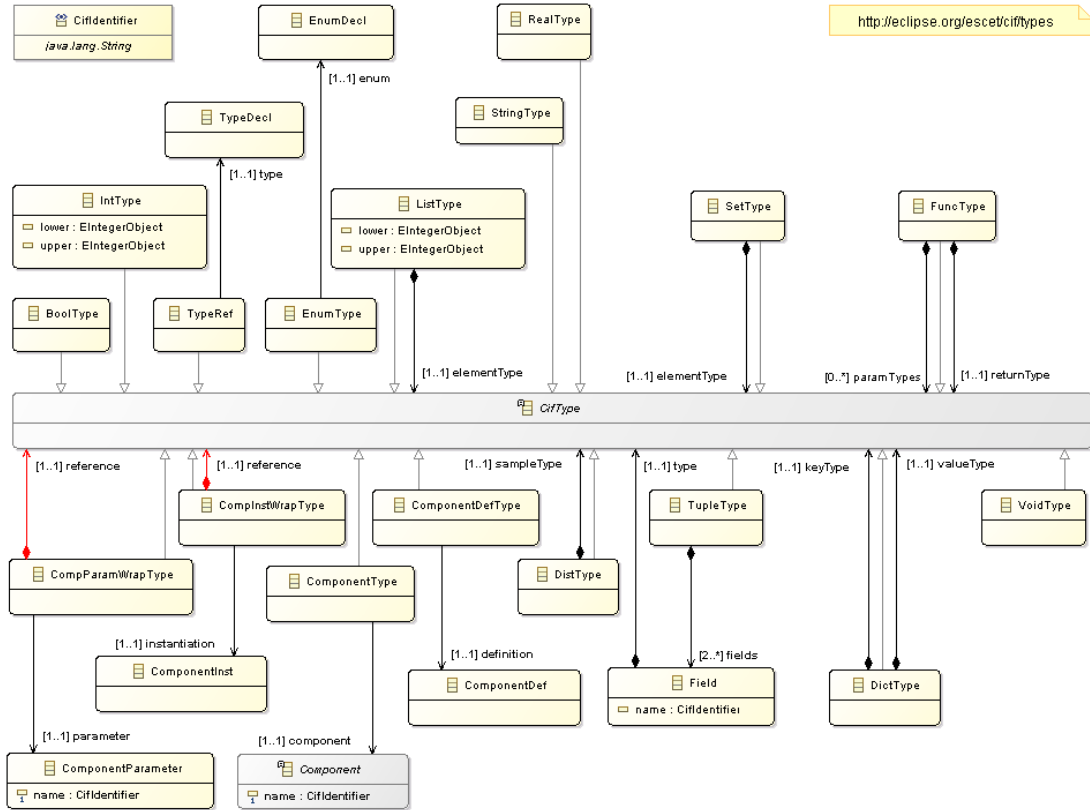 CifIdentifier
java.lang.String
EnumDecl
RealType
http://eclipse.org/escet/cif/types
[1..1] enum
TypeDecl
StringType
[1..1] type
IntType
lower : EIntegerObject
upper : EIntegerObject
ListType
lower : EIntegerObject
upper : EIntegerObject
SetType
FuncType
BoolType
TypeRef
EnumType
[1..1] elementType
[1..1] elementType
[0..*] paramTypes
[1..1] returnType
CifType
[1..1] reference
[1..1] reference
[1..1] sampleType
[1..1] type
[1..1] keyType
[1..1] valueType
CompInstWrapType
ComponentDefType
TupleType
VoidType
CompParamWrapType
ComponentType
DistType
[1..1] instantiation
[1..1] definition
[2..*] fields
ComponentInst
ComponentDef
Field
name : CifIdentifier
DictType
[1..1] parameter
[1..1] component
ComponentParameter
name : CifIdentifier
Component
name : CifIdentifier